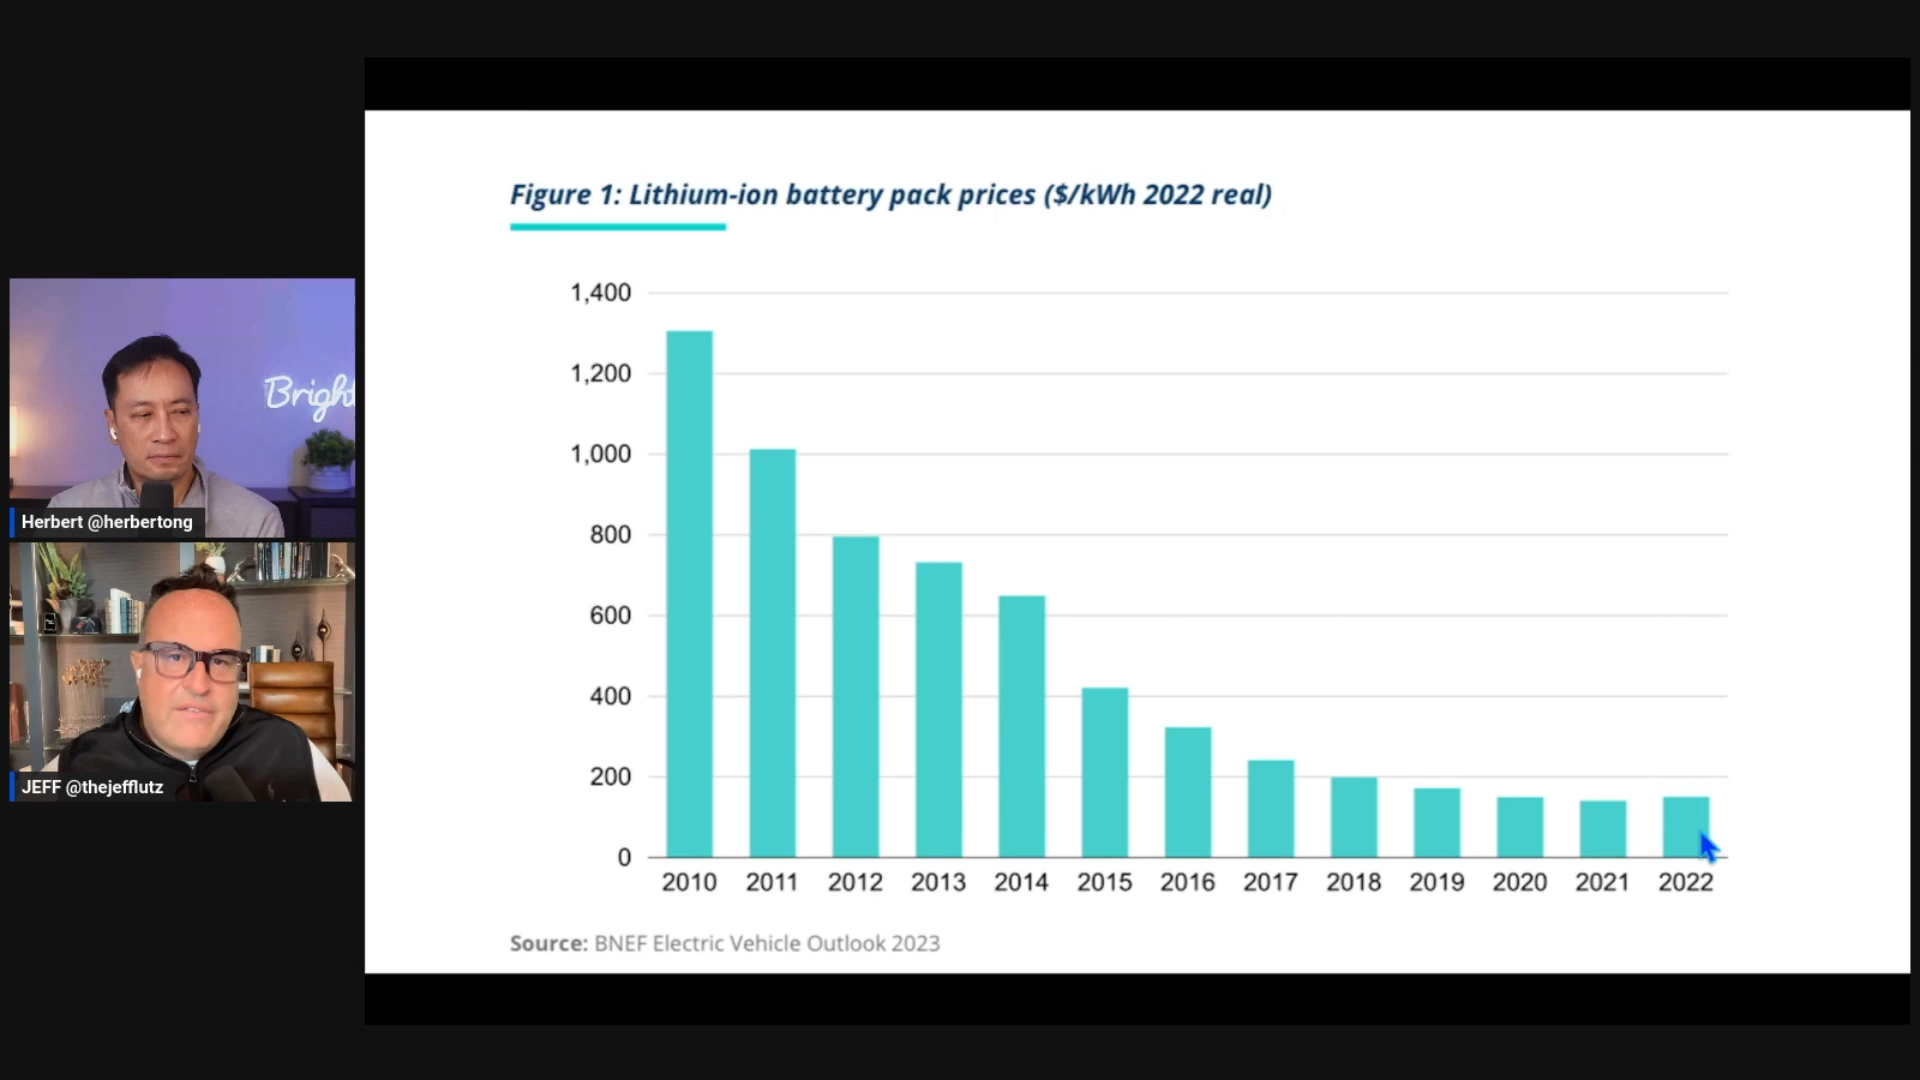 Figure 1: Lithium-ion battery pack prices ($/kWh 2022 real)
1,400
1,200
1,000
800
600
400
200
0
2010 2011 2012 2013 2014 2015 2016 2017 2018 2019 2020 2021 2022
Source: BNEF Electric Vehicle Outlook 2023
Bright
Herbert @herbertong
JEFF @thejefflutz